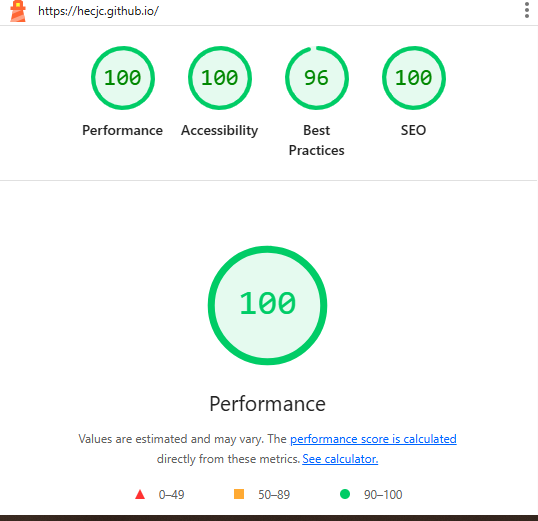 https://hecjc.github.io/
100 100 96 100
Performance Accessibility Best Practices SEO
100
Performance
Values are estimated and may vary. The performance score is calculated
directly from these metrics. See calculator.
0–49 50–89 90–100